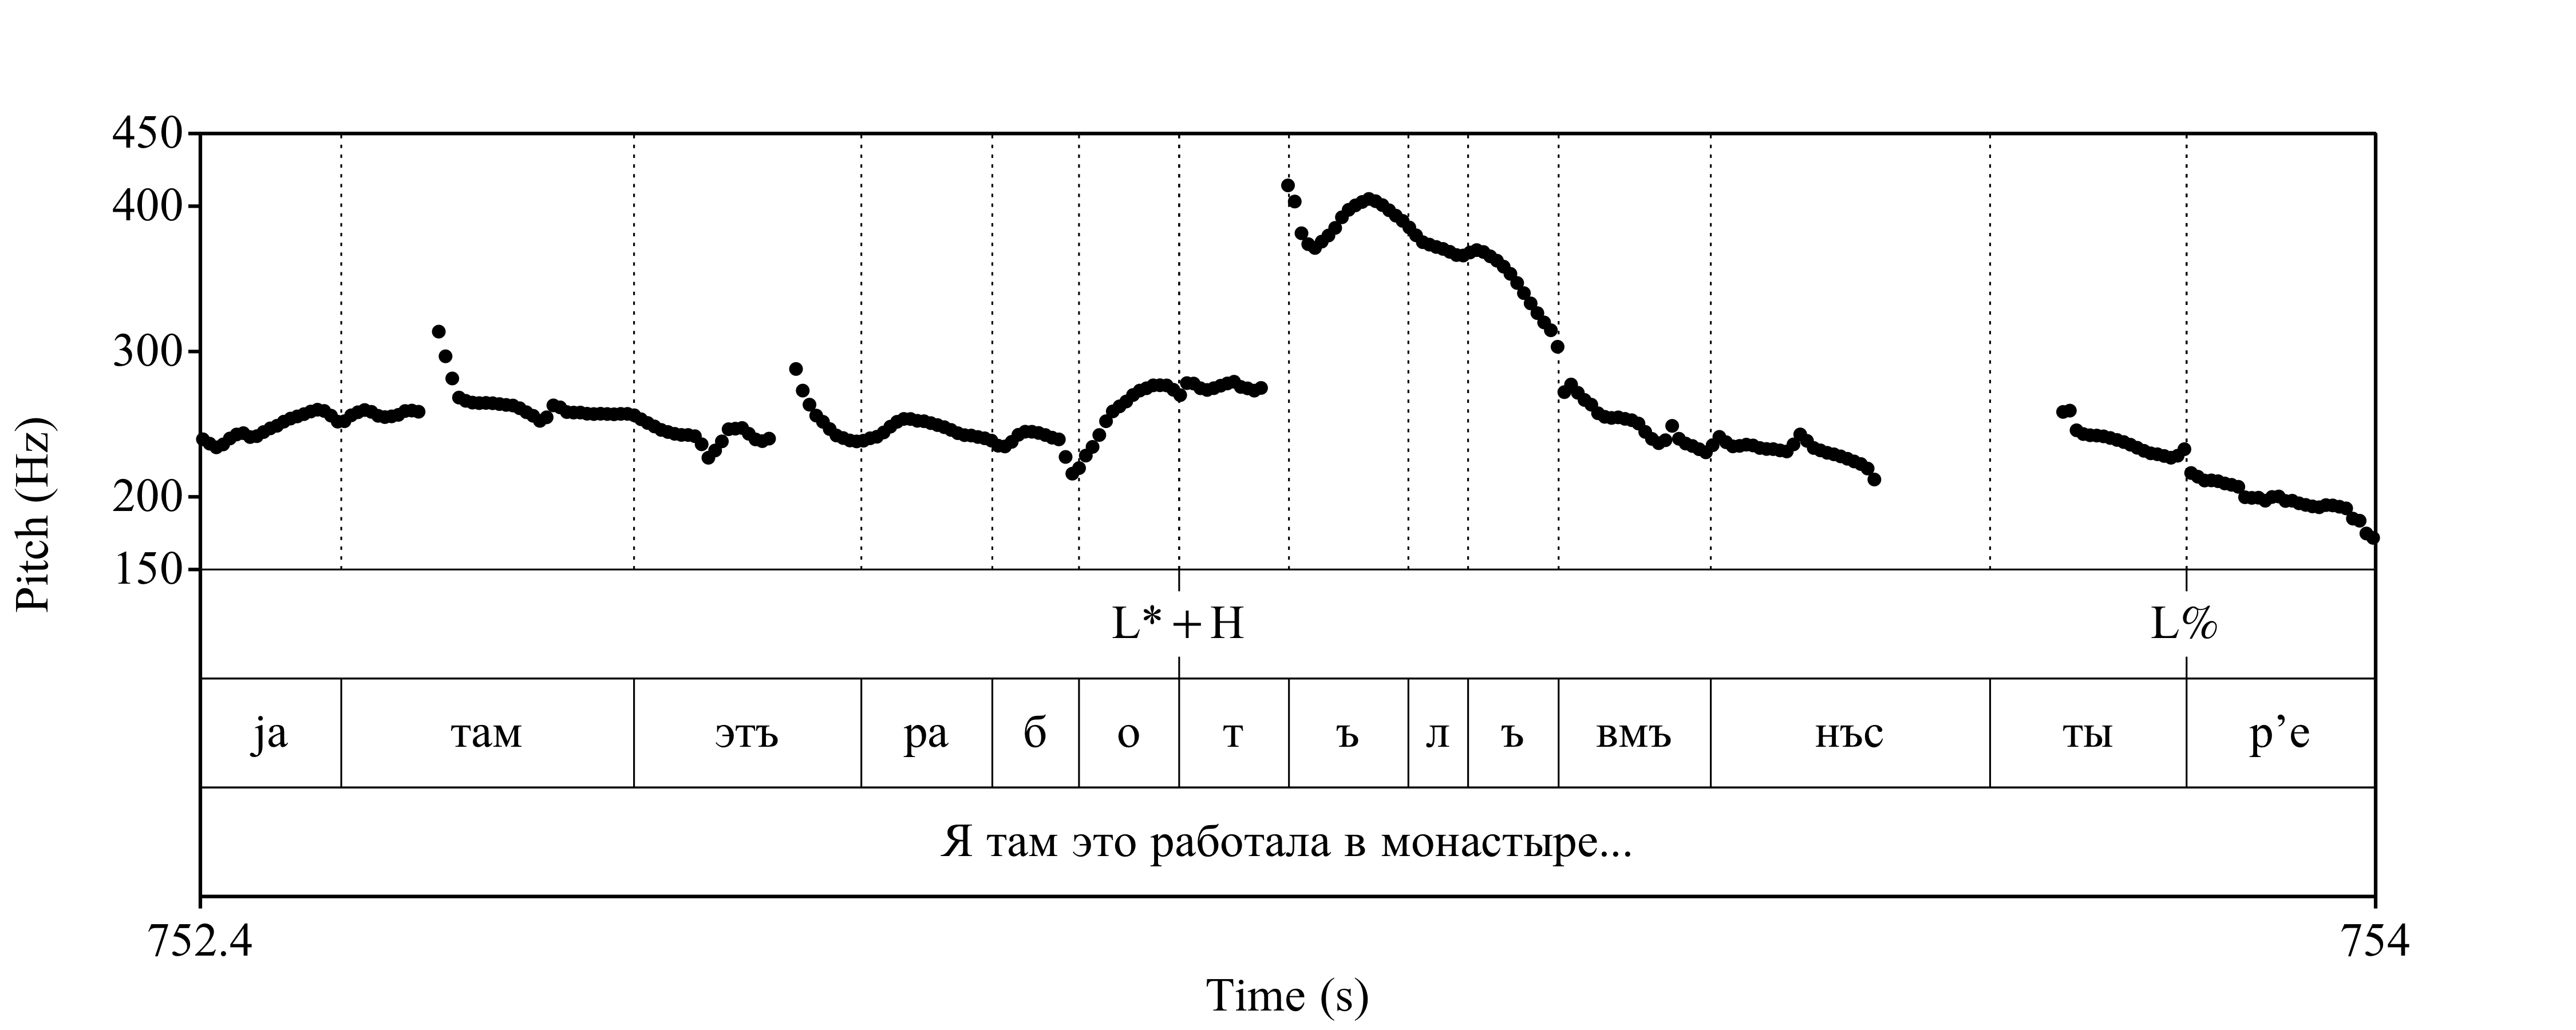 450
400
300
200
150
Pitch (Hz)
L*+H L%
ja там этъ ра б о т ъ л ъ вмъ нъс ты р’е
Я там это работала в монастыре...
752.4 754
Time (s)